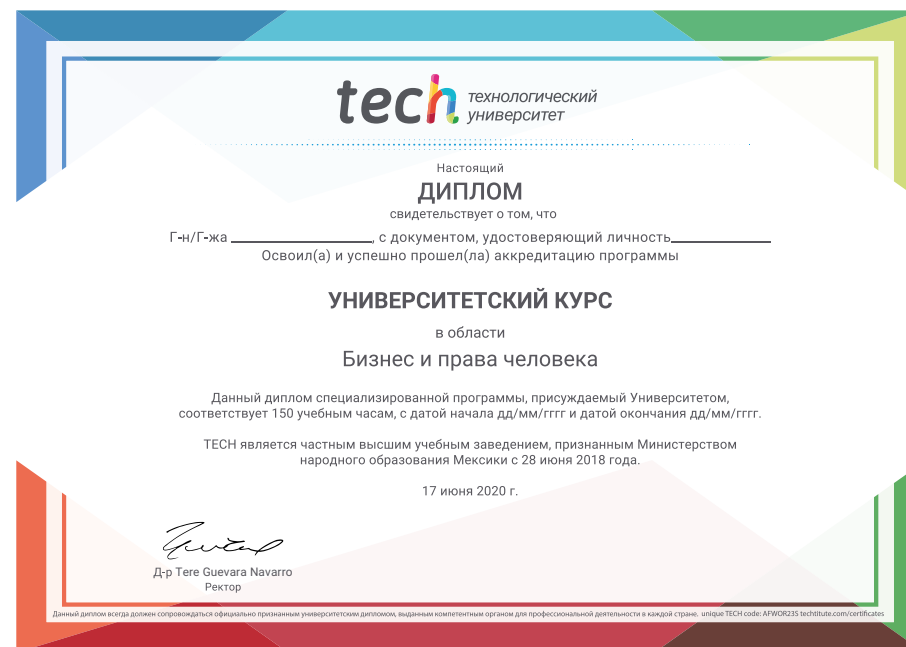 tech технологический
университет
Настоящий
ДИПЛОМ
свидетельствует о том, что
Г-н/Г-жа ____________________, с документом, удостоверяющий личность______________
Освоил(а) и успешно прошел(ла) аккредитацию программы
УНИВЕРСИТЕТСКИЙ КУРС
в области
Бизнес и права человека
Данный диплом специализированной программы, присуждаемый Университетом,
соответствует 150 учебным часам, с датой начала дд/мм/гггг и датой окончания дд/мм/гггг.
TECH является частным высшим учебным заведением, признанным Министерством
народного образования Мексики с 28 июня 2018 года.
17 июня 2020 г.
Д-р Tere Guevara Navarro
Ректор
Данный диплом всегда должен сопровождаться официально признанным университетским дипломом, выданным компетентным органом для профессиональной деятельности в каждой стране. unique TECH code: AFWOR23S techtitute.com/certificates